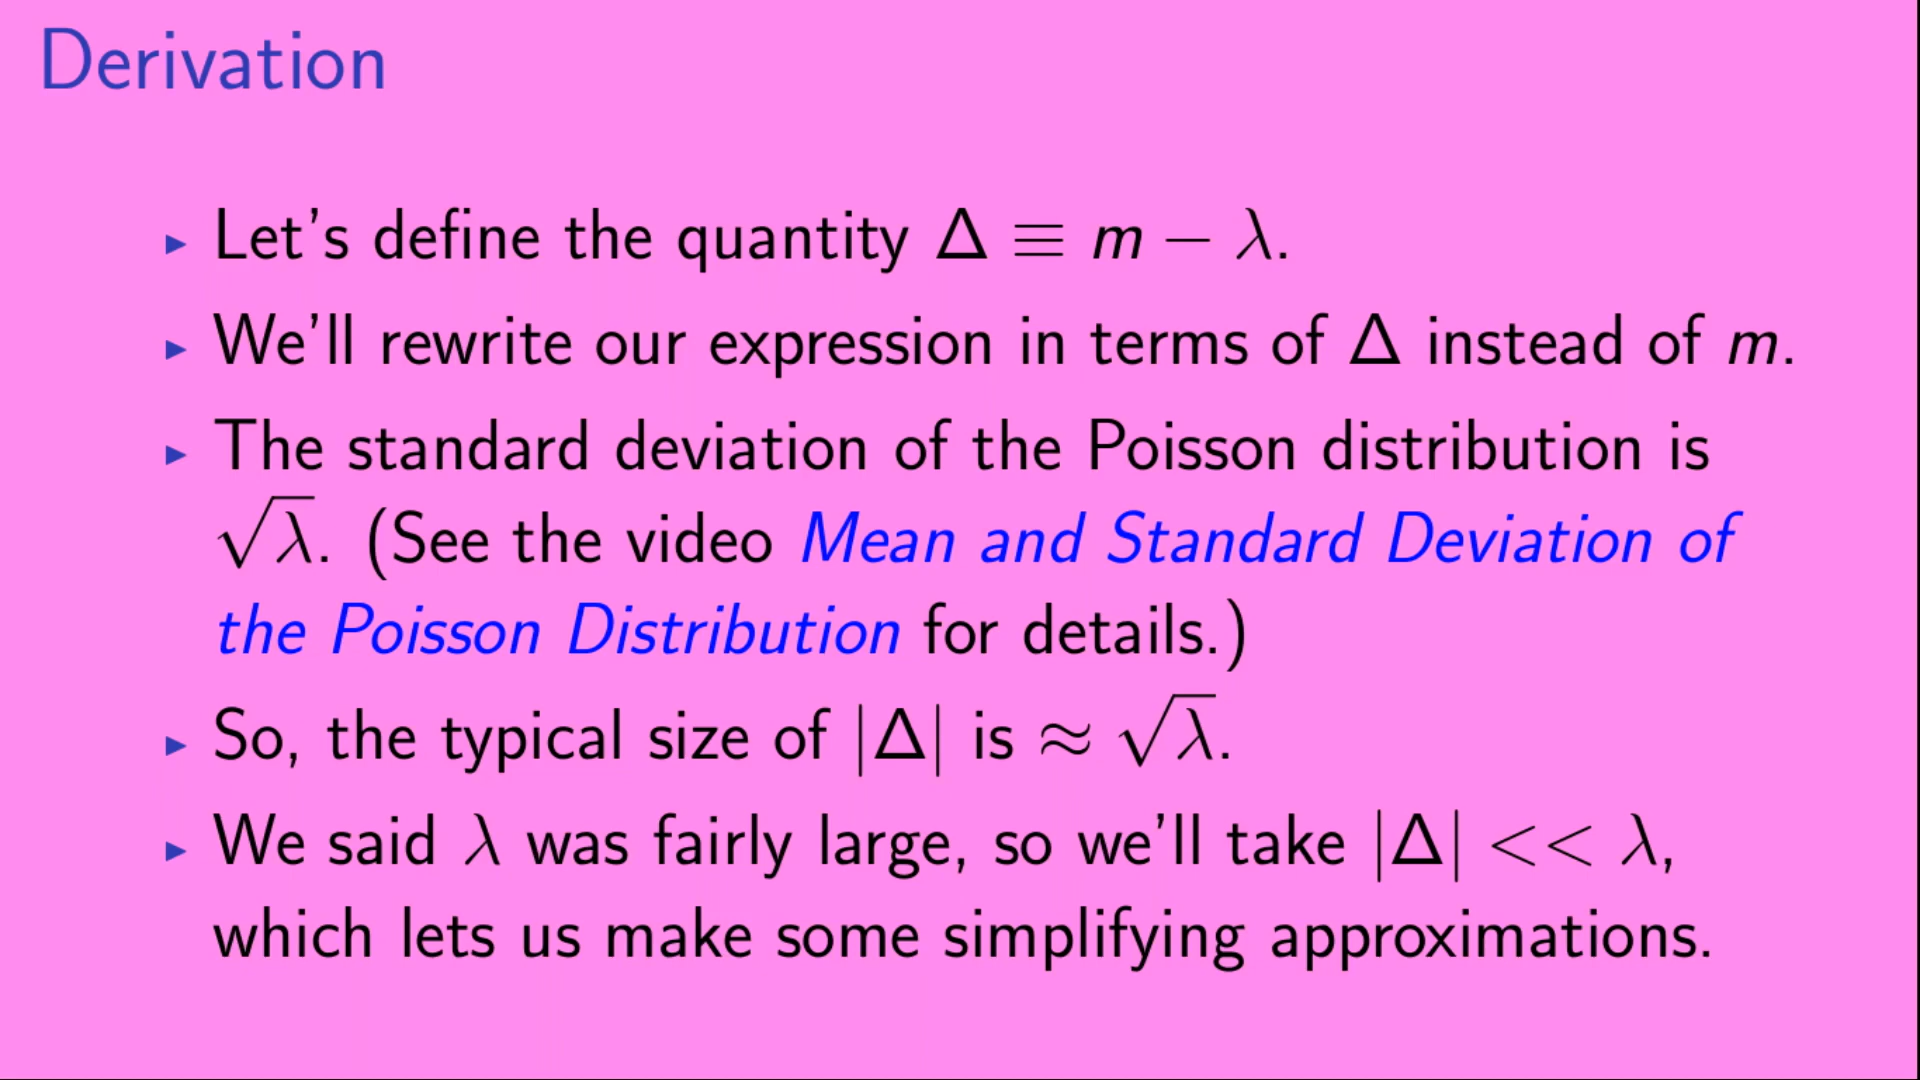 Derivation
▶ Let's define the quantity Δ ≡ m − λ.
▶ We'll rewrite our expression in terms of Δ instead of m.
▶ The standard deviation of the Poisson distribution is
√λ. (See the video Mean and Standard Deviation of
the Poisson Distribution for details.)
▶ So, the typical size of |Δ| is ≈ √λ.
▶ We said λ was fairly large, so we'll take |Δ| << λ,
which lets us make some simplifying approximations.